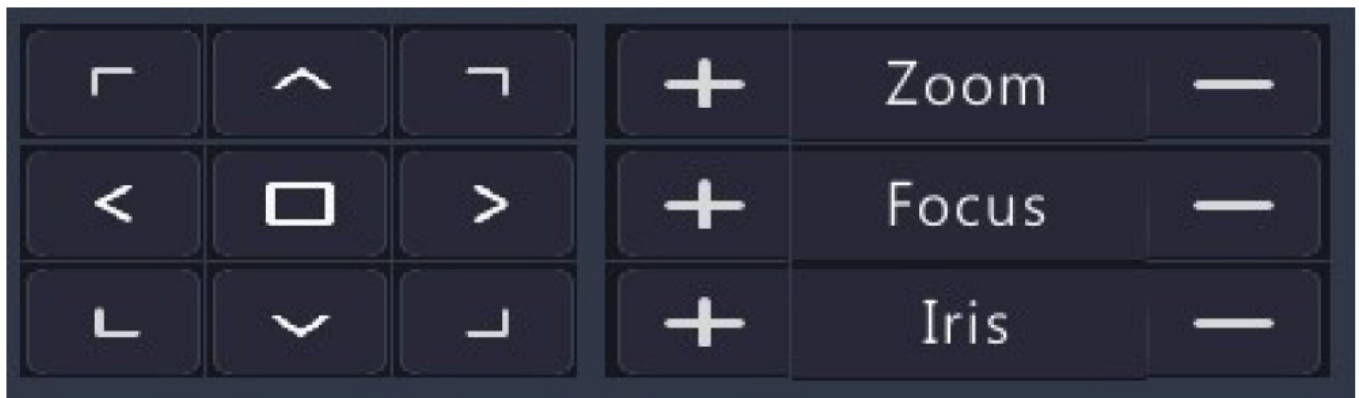 + Zoom —
+ Focus —
+ Iris —